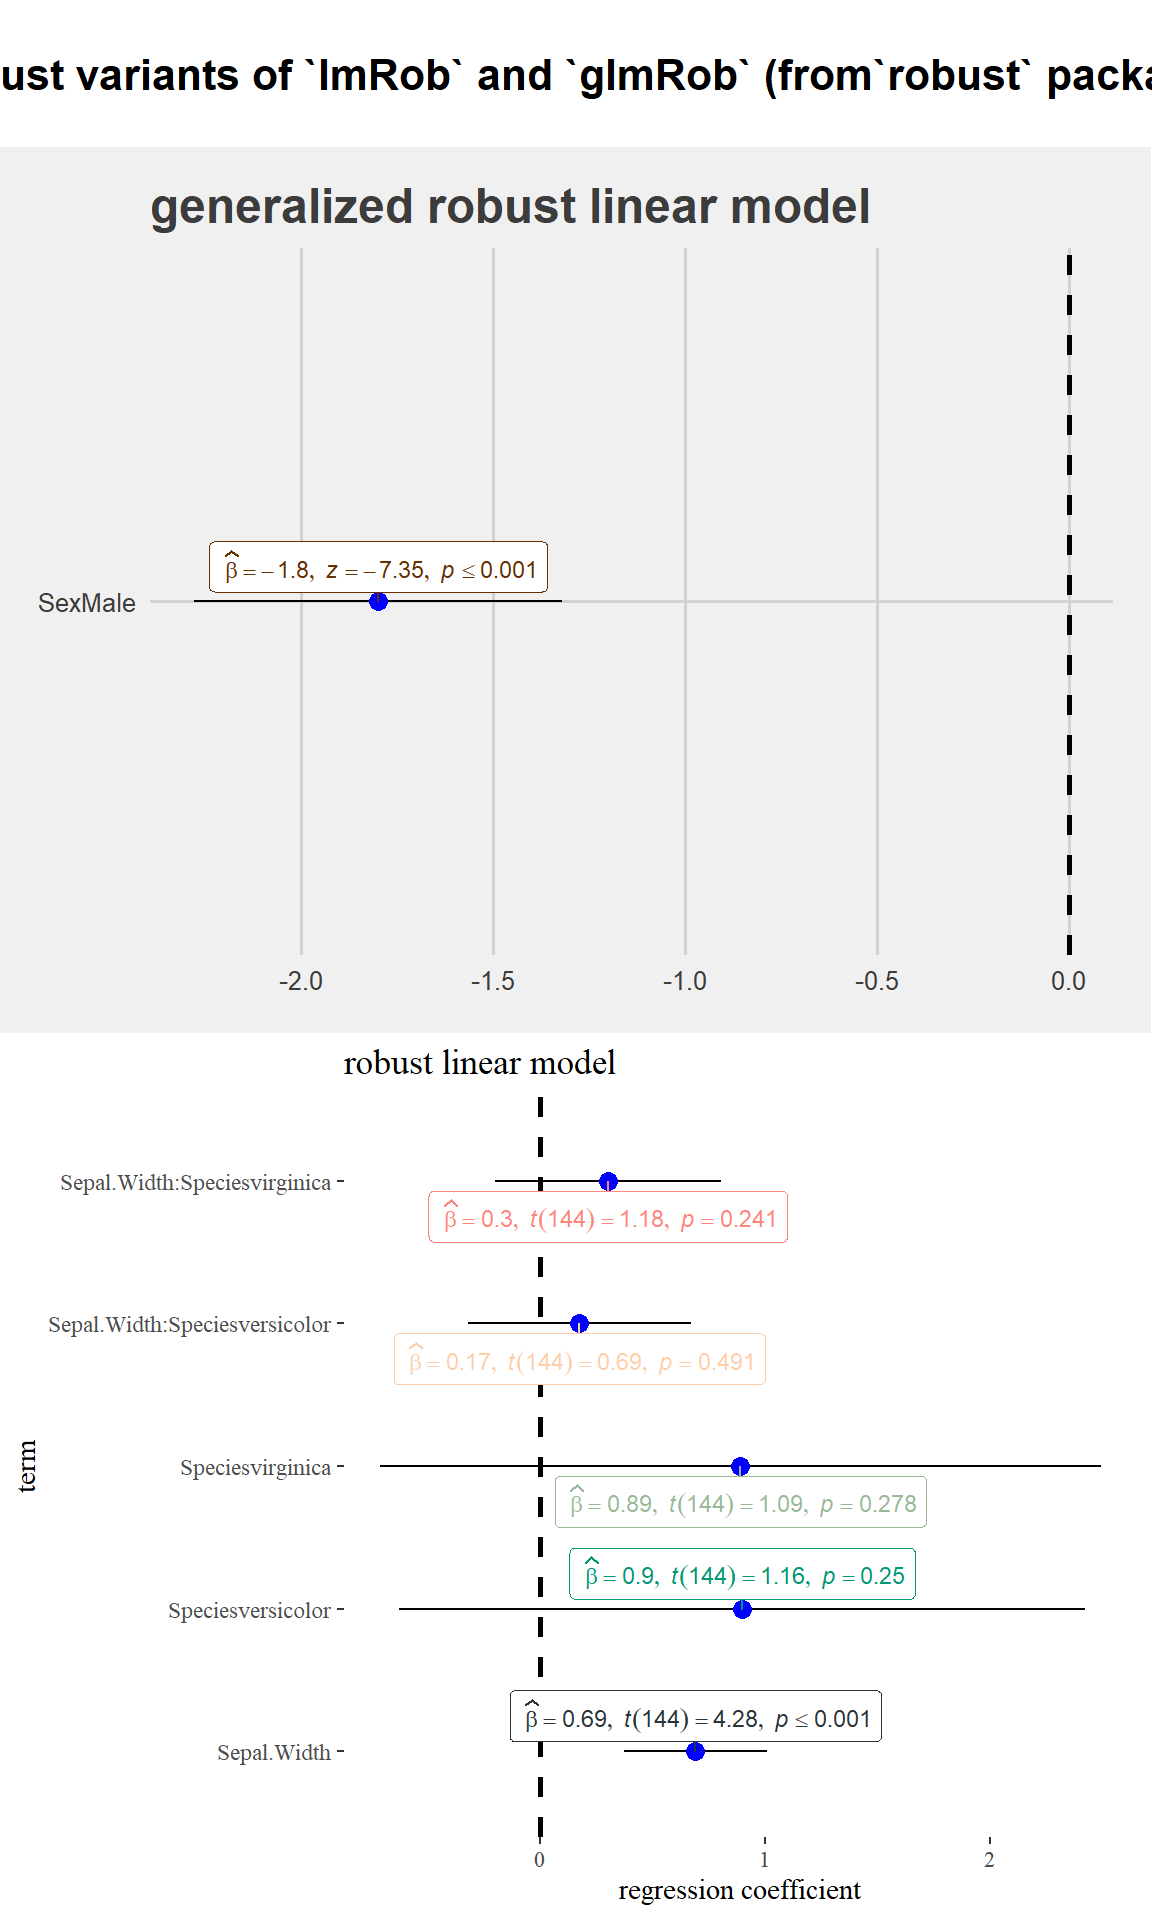 ust variants of `lmRob` and `glmRob` (from`robust` packa
generalized robust linear model
β̂ = −1.8, z = −7.35, p ≤ 0.001
SexMale
-2.0 -1.5 -1.0 -0.5 0.0
robust linear model
Sepal.Width:Speciesvirginica
β̂ = 0.3, t(144) = 1.18, p = 0.241
Sepal.Width:Speciesversicolor
β̂ = 0.17, t(144) = 0.69, p = 0.491
term
Speciesvirginica
β̂ = 0.89, t(144) = 1.09, p = 0.278
β̂ = 0.9, t(144) = 1.16, p = 0.25
Speciesversicolor
β̂ = 0.69, t(144) = 4.28, p ≤ 0.001
Sepal.Width
0 1 2
regression coefficient